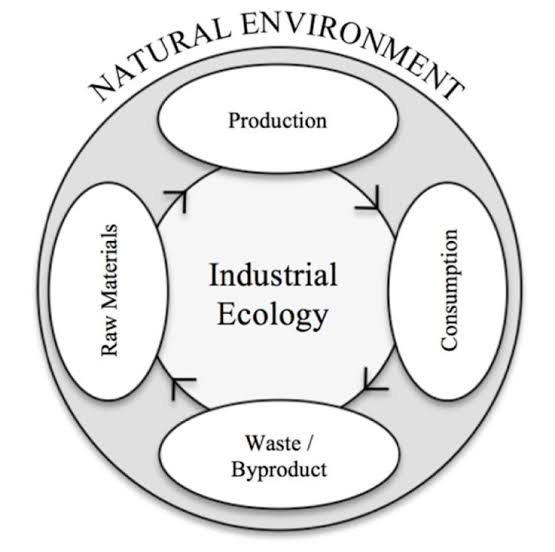 NATURAL ENVIRONMENT
Production
Raw Materials
Industrial
Ecology
Consumption
Waste /
Byproduct